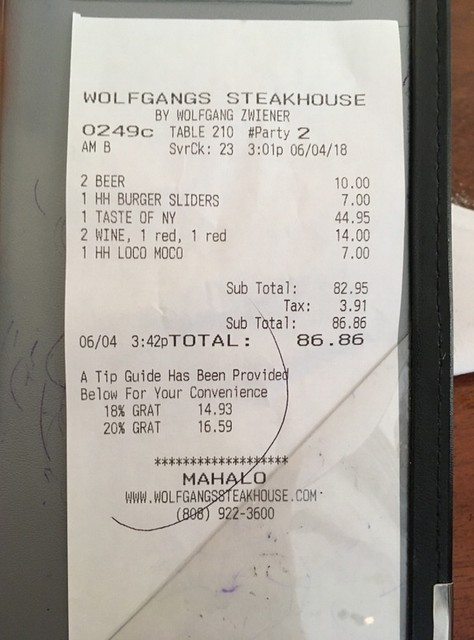 WOLFGANGS STEAKHOUSE
BY WOLFGANG ZWIENER
0249c TABLE 210 #Party 2
AM B SvrCk: 23 3:01p 06/04/18
2 BEER 10.00
1 HH BURGER SLIDERS 7.00
1 TASTE OF NY 44.95
2 WINE, 1 red, 1 red 14.00
1 HH LOCO MOCO 7.00
Sub Total: 82.95
Tax: 3.91
Sub Total: 86.86
06/04 3:42pTOTAL: 86.86
A Tip Guide Has Been Provided
Below For Your Convenience
18% GRAT 14.93
20% GRAT 16.59
******************
MAHALO
WWW.WOLFGANGSSTEAKHOUSE.COM
(808) 922-3600